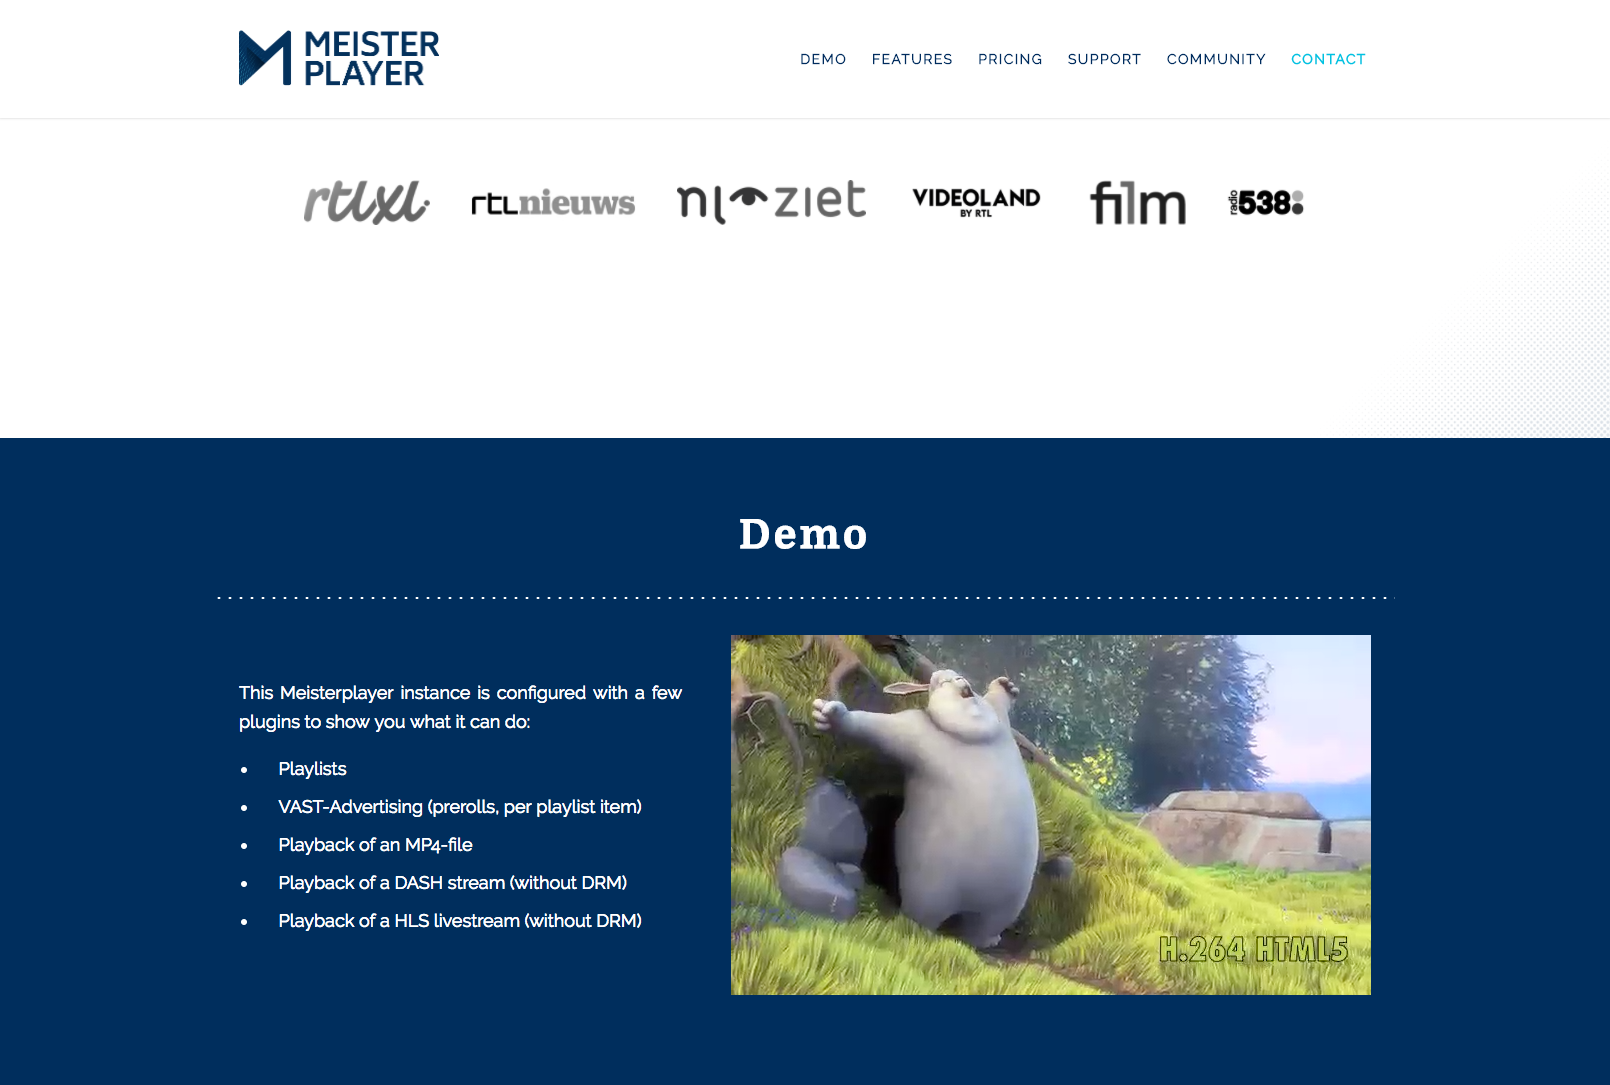 MEISTER
PLAYER
DEMO FEATURES PRICING SUPPORT COMMUNITY CONTACT
rtlxl.
rtlnieuws
nlziet
VIDEOLAND
BY RTL
film
radio
538
Demo
This Meisterplayer instance is configured with a few
plugins to show you what it can do:
• Playlists
• VAST-Advertising (prerolls, per playlist item)
• Playback of an MP4-file
• Playback of a DASH stream (without DRM)
• Playback of a HLS livestream (without DRM)
H.264 HTML5